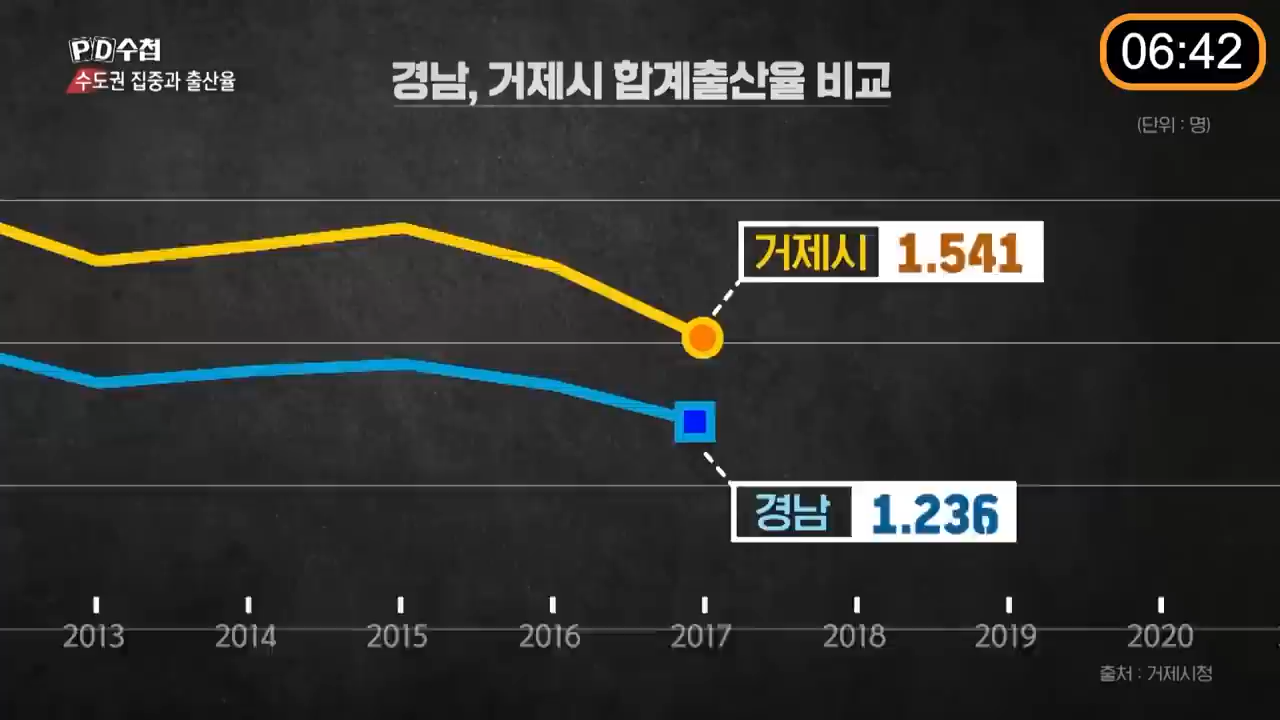 PD수첩
수도권 집중과 출산율
경남, 거제시 합계출산율 비교
06:42
(단위 : 명)
거제시 1.541
경남 1.236
2013 2014 2015 2016 2017 2018 2019 2020
출처 : 거제시청